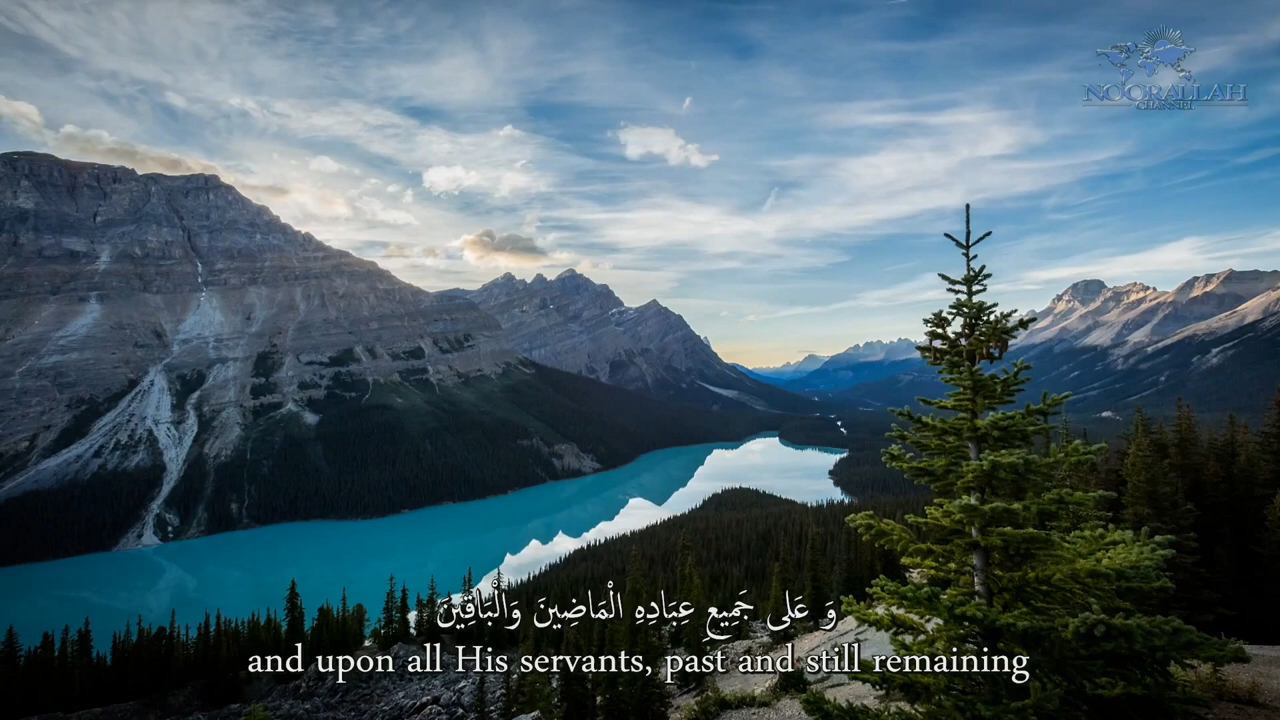 NOORALLAH
CHANNEL
وَ عَلَى جَمِيعِ عِبَادِهِ الْمَاضِينَ وَالْبَاقِينَ
and upon all His servants, past and still remaining